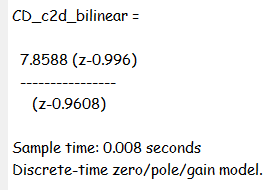 CD_c2d_bilinear =
7.8588 (z-0.996)
----------------
(z-0.9608)
Sample time: 0.008 seconds
Discrete-time zero/pole/gain model.